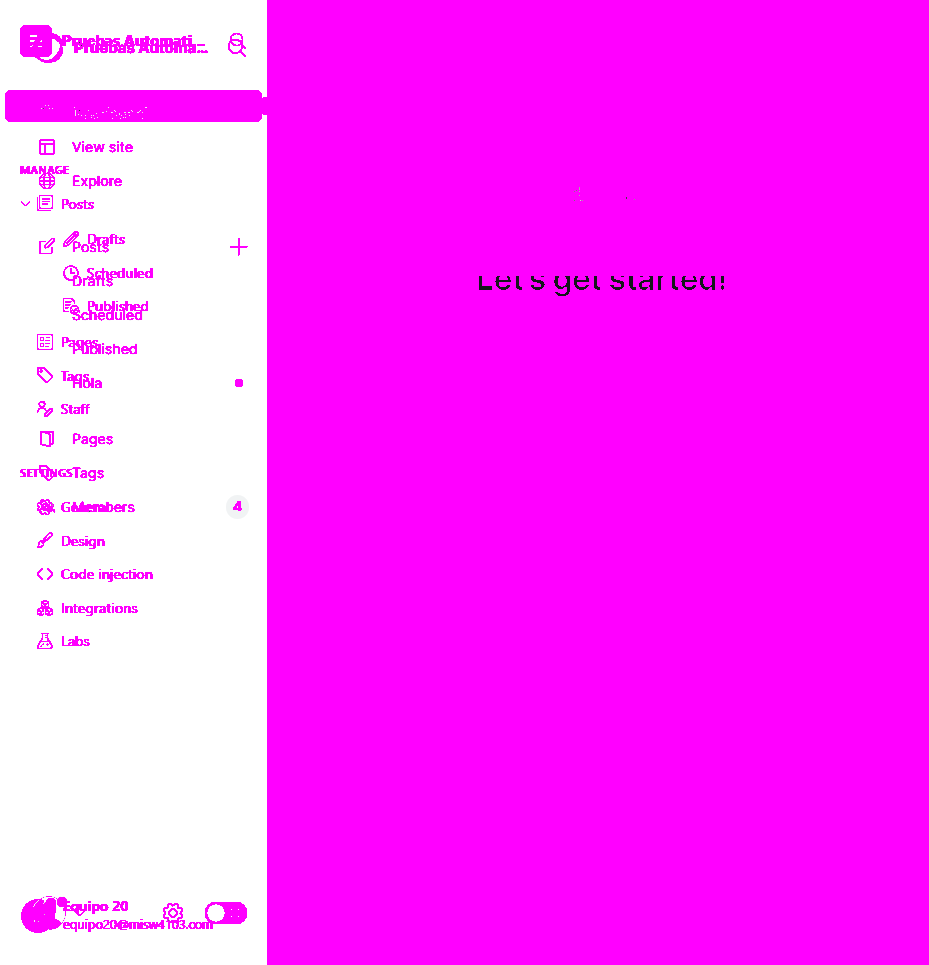 Pruebas Automati...
Pruebas Automa...
View site
MANAGE
Explore
Posts
Drafts
Posts
Scheduled
Drafts
Published
Scheduled
Pages
Published
Tags
Hola
Staff
Pages
SETTINGS
Tags
General
Members
4
Design
Code injection
Integrations
Labs
Let's get started!
Equipo 20
equipo20@misw4103.com